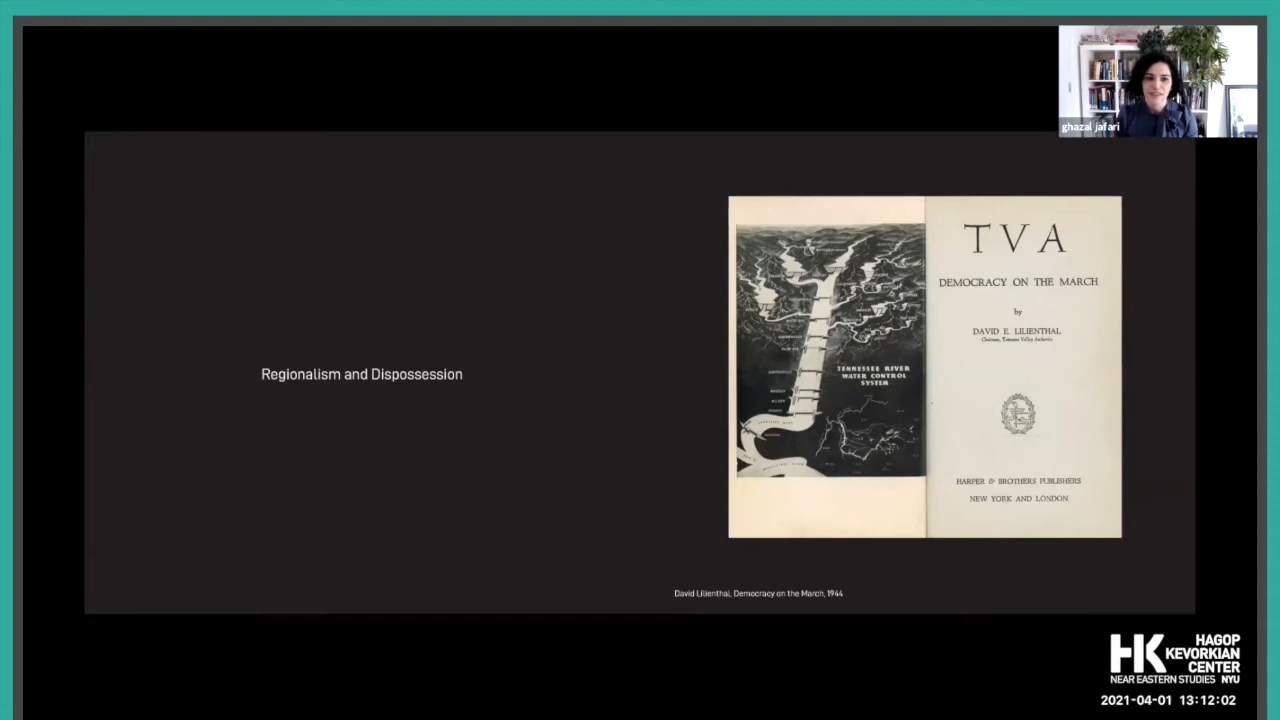 ghazal jafari
Regionalism and Dispossession
TENNESSEE RIVER
WATER CONTROL
SYSTEM
TVA
DEMOCRACY ON THE MARCH
by
DAVID E. LILIENTHAL
Chairman, Tennessee Valley Authority
HARPER & BROTHERS PUBLISHERS
NEW YORK AND LONDON
David Lilienthal, Democracy on the March, 1944
HK
HAGOP
KEVORKIAN
CENTER
NEAR EASTERN STUDIES NYU
2021-04-01 13:12:02